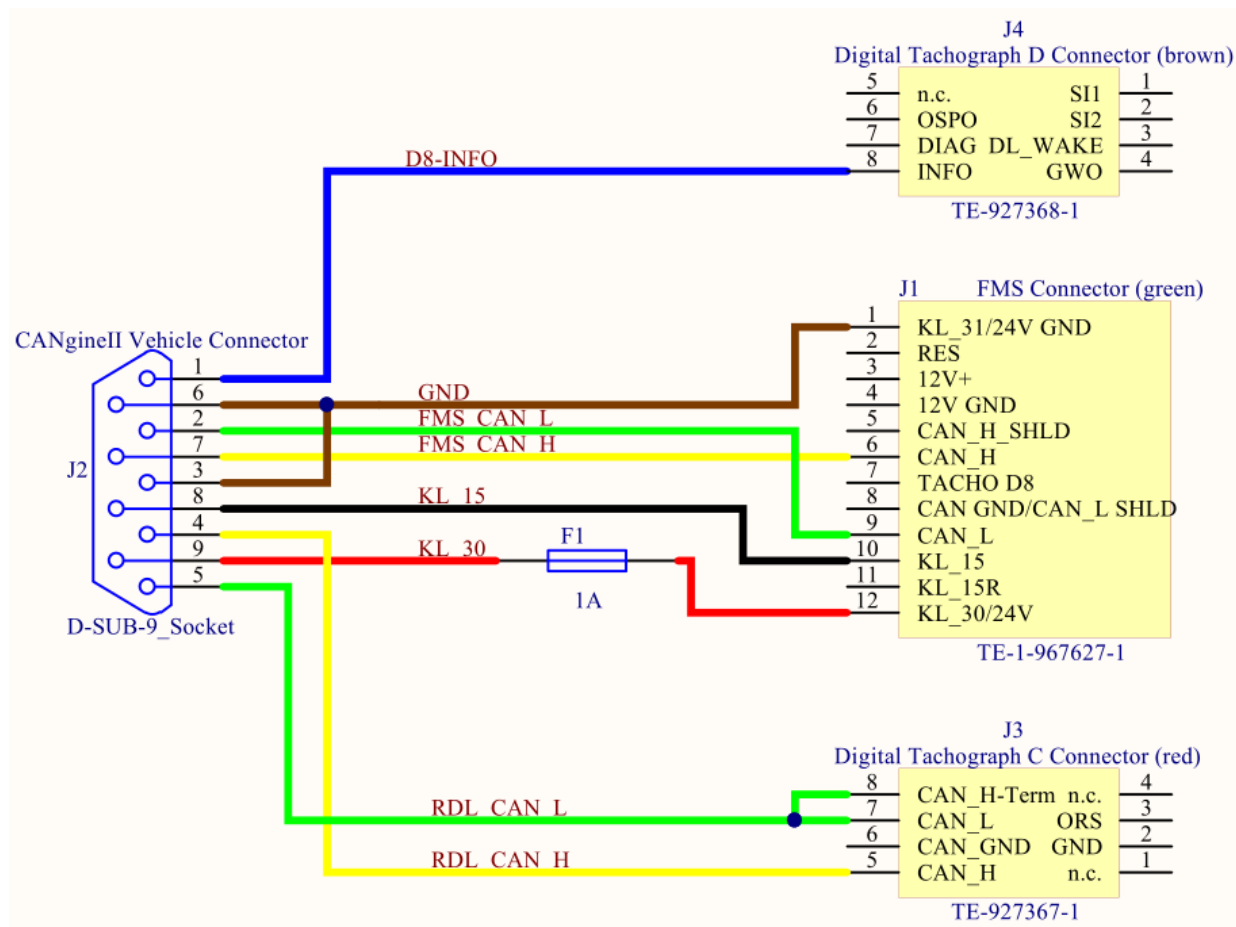 J4
Digital Tachograph D Connector (brown)
5 n.c. SI1 1
6 OSPO SI2 2
7 DIAG DL_WAKE 3
8 INFO GWO 4
TE-927368-1
D8-INFO
J1 FMS Connector (green)
1 KL_31/24V GND
2 RES
3 12V+
4 12V GND
5 CAN_H_SHLD
6 CAN_H
7 TACHO D8
8 CAN GND/CAN_L SHLD
9 CAN_L
10 KL_15
11 KL_15R
12 KL_30/24V
TE-1-967627-1
CANgineII Vehicle Connector
1
6 GND
2 FMS_CAN_L
7 FMS_CAN_H
3
8 KL_15
4
9 KL_30
5
J2
F1
1A
D-SUB-9_Socket
J3
Digital Tachograph C Connector (red)
8 CAN_H-Term n.c. 4
7 CAN_L ORS 3
6 CAN_GND GND 2
5 CAN_H n.c. 1
TE-927367-1
RDL_CAN_L
RDL_CAN_H